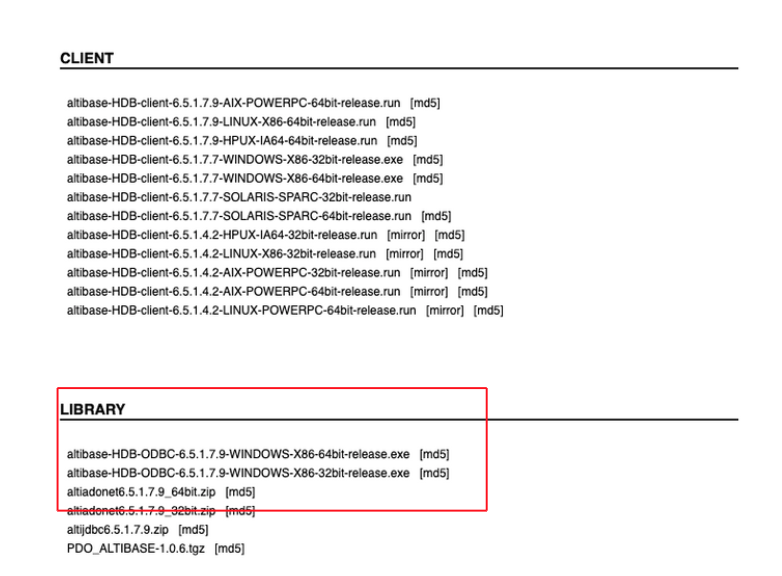 CLIENT
altibase-HDB-client-6.5.1.7.9-AIX-POWERPC-64bit-release.run [md5]
altibase-HDB-client-6.5.1.7.9-LINUX-X86-64bit-release.run [md5]
altibase-HDB-client-6.5.1.7.9-HPUX-IA64-64bit-release.run [md5]
altibase-HDB-client-6.5.1.7.7-WINDOWS-X86-32bit-release.exe [md5]
altibase-HDB-client-6.5.1.7.7-WINDOWS-X86-64bit-release.exe [md5]
altibase-HDB-client-6.5.1.7.7-SOLARIS-SPARC-32bit-release.run
altibase-HDB-client-6.5.1.7.7-SOLARIS-SPARC-64bit-release.run [md5]
altibase-HDB-client-6.5.1.4.2-HPUX-IA64-32bit-release.run [mirror] [md5]
altibase-HDB-client-6.5.1.4.2-LINUX-X86-32bit-release.run [mirror] [md5]
altibase-HDB-client-6.5.1.4.2-AIX-POWERPC-32bit-release.run [mirror] [md5]
altibase-HDB-client-6.5.1.4.2-AIX-POWERPC-64bit-release.run [mirror] [md5]
altibase-HDB-client-6.5.1.4.2-LINUX-POWERPC-64bit-release.run [mirror] [md5]
LIBRARY
altibase-HDB-ODBC-6.5.1.7.9-WINDOWS-X86-64bit-release.exe [md5]
altibase-HDB-ODBC-6.5.1.7.9-WINDOWS-X86-32bit-release.exe [md5]
altiadonet6.5.1.7.9_64bit.zip [md5]
altiadonet6.5.1.7.9_32bit.zip [md5]
altijdbc6.5.1.7.9.zip [md5]
PDO_ALTIBASE-1.0.6.tgz [md5]